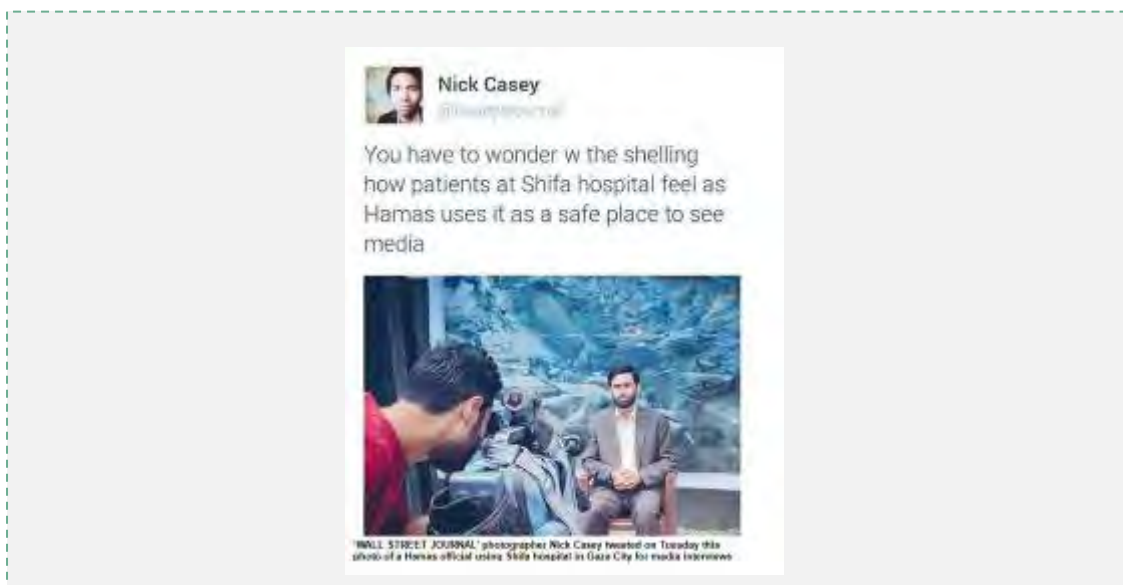 Nick Casey
You have to wonder w the shelling
how patients at Shifa hospital feel as
Hamas uses it as a safe place to see
media
'WALL STREET JOURNAL' photographer Nick Casey tweeted on Tuesday this
photo of a Hamas official using Shifa hospital in Gaza City for media interviews